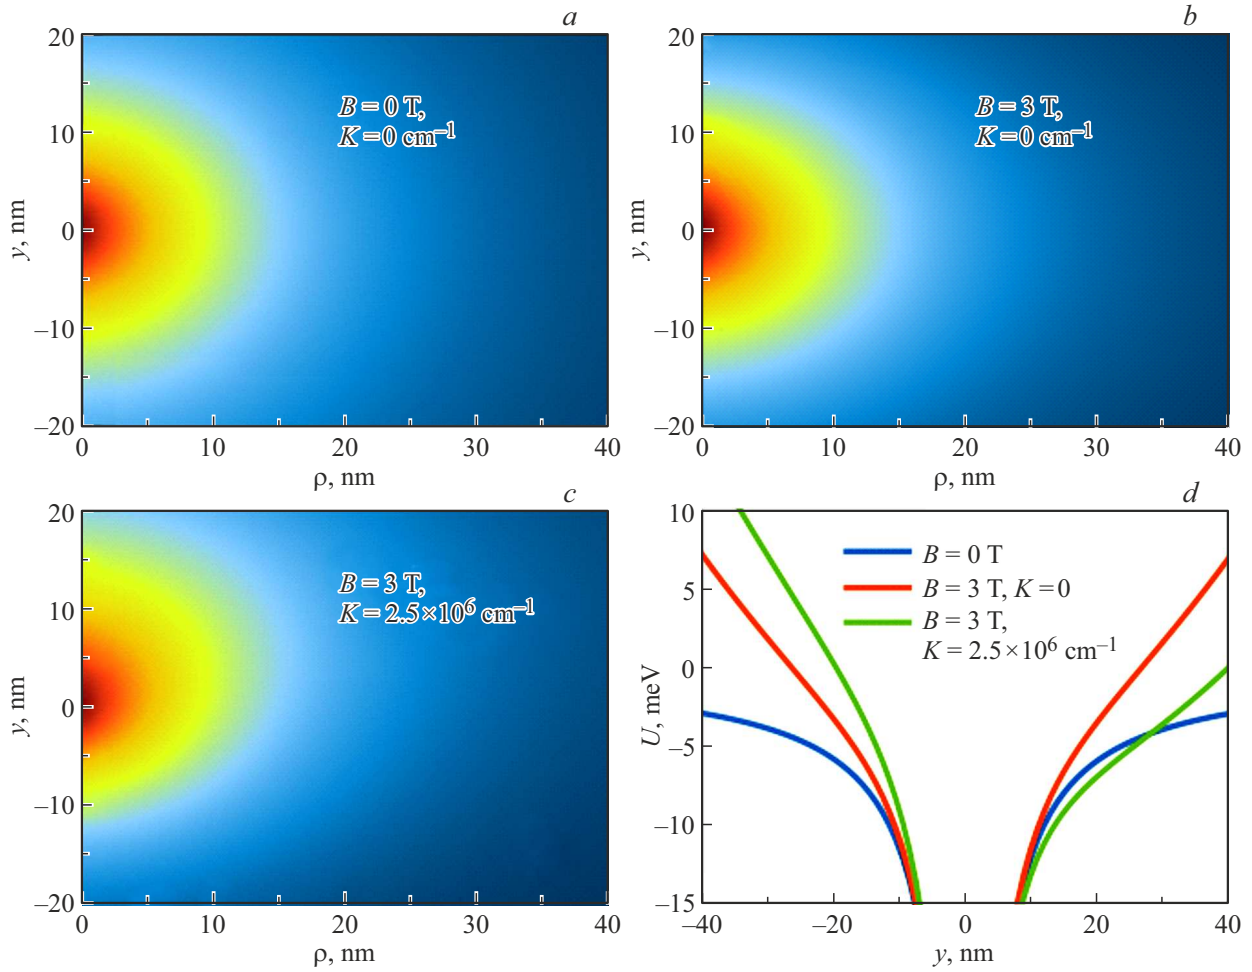 a
20
10
0
–10
–20
y, nm
B = 0 T,
K = 0 cm⁻¹
0
10
20
30
40
ρ, nm
b
20
10
0
–10
–20
y, nm
B = 3 T,
K = 0 cm⁻¹
0
10
20
30
40
ρ, nm
c
20
10
0
–10
–20
y, nm
B = 3 T,
K = 2.5×10⁶ cm⁻¹
0
10
20
30
40
ρ, nm
d
10
5
0
–5
–10
–15
U, meV
B = 0 T
B = 3 T, K = 0
B = 3 T,
K = 2.5×10⁶ cm⁻¹
–40
–20
0
20
40
y, nm